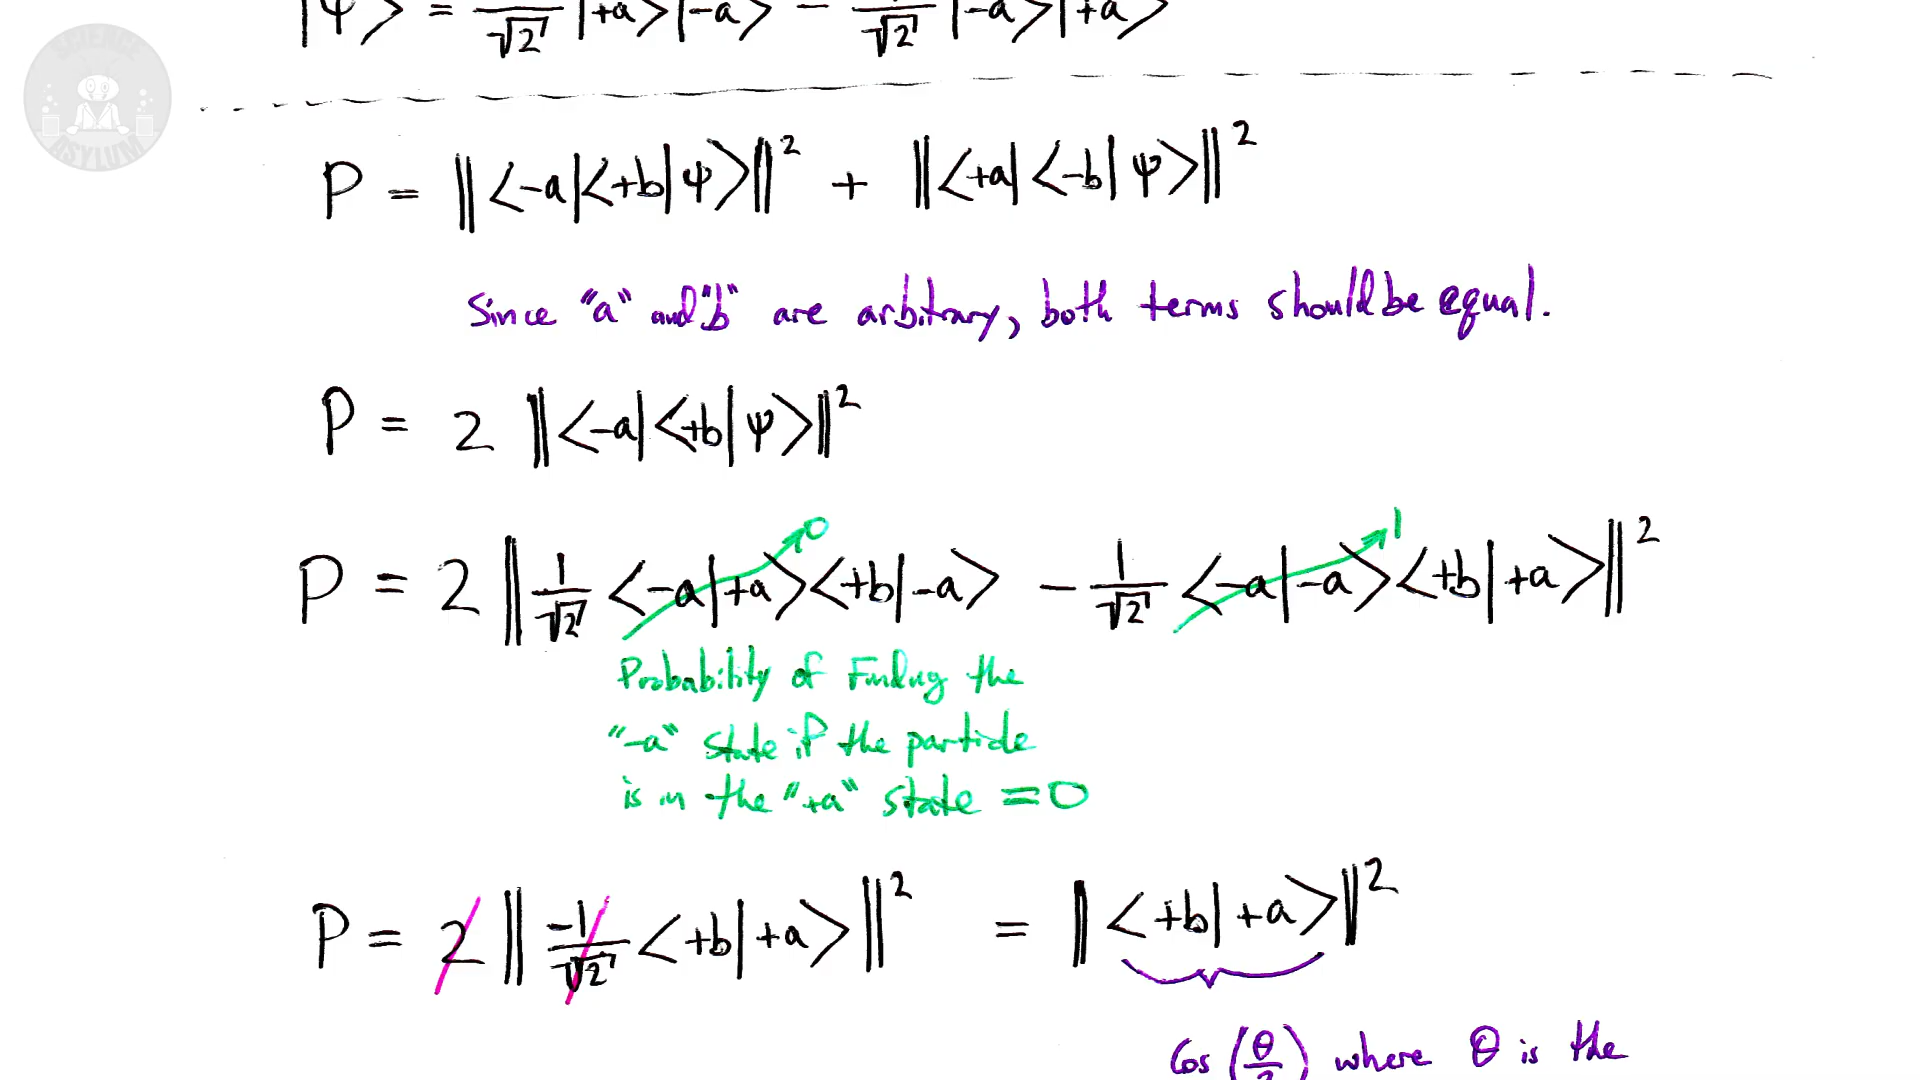 |ψ> = 1/√2 |+a>|-a> - 1/√2 |-a>|+a>
SCIENCE
ASYLUM
P = ‖<-a|<+b|ψ>‖² + ‖<+a|<-b|ψ>‖²
Since "a" and "b" are arbitrary, both terms should be equal.
P = 2 ‖<-a|<+b|ψ>‖²
0 1
P = 2 ‖1/√2 <-a|+a><+b|-a> - 1/√2 <-a|-a><+b|+a>‖²
Probability of Finding the
"-a" state if the particle
is in the "+a" state = 0
P = 2 ‖-1/√2 <+b|+a>‖² = ‖<+b|+a>‖²
Cos(θ/2) where θ is the